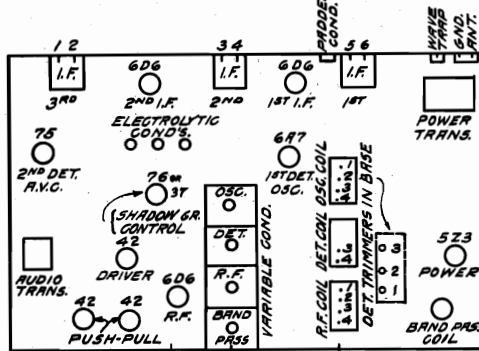 PADDER
COND.
WAVE
TRAP
GND.
ANT.
1 2
I.F.
3RD
6D6
2ND I.F.
3 4
I.F.
2ND
6D6
1ST I.F.
5 6
I.F.
1ST
POWER
TRANS.
ELECTROLYTIC
COND'S.
75
2ND DET.
A.V.C.
6A7
1ST DET.
OSC.
76 OR
37
SHADOW GR.
CONTROL
OSC.
DET.
R.F.
BAND
PASS
VARIABLE COND.
OSC. COIL
DET. COIL
R.F. COIL
DET. TRIMMERS IN BASE
3
2
1
5Z3
POWER
BAND PASS
COIL
AUDIO
TRANS.
42
DRIVER
6D6
R.F.
42
42
PUSH-PULL